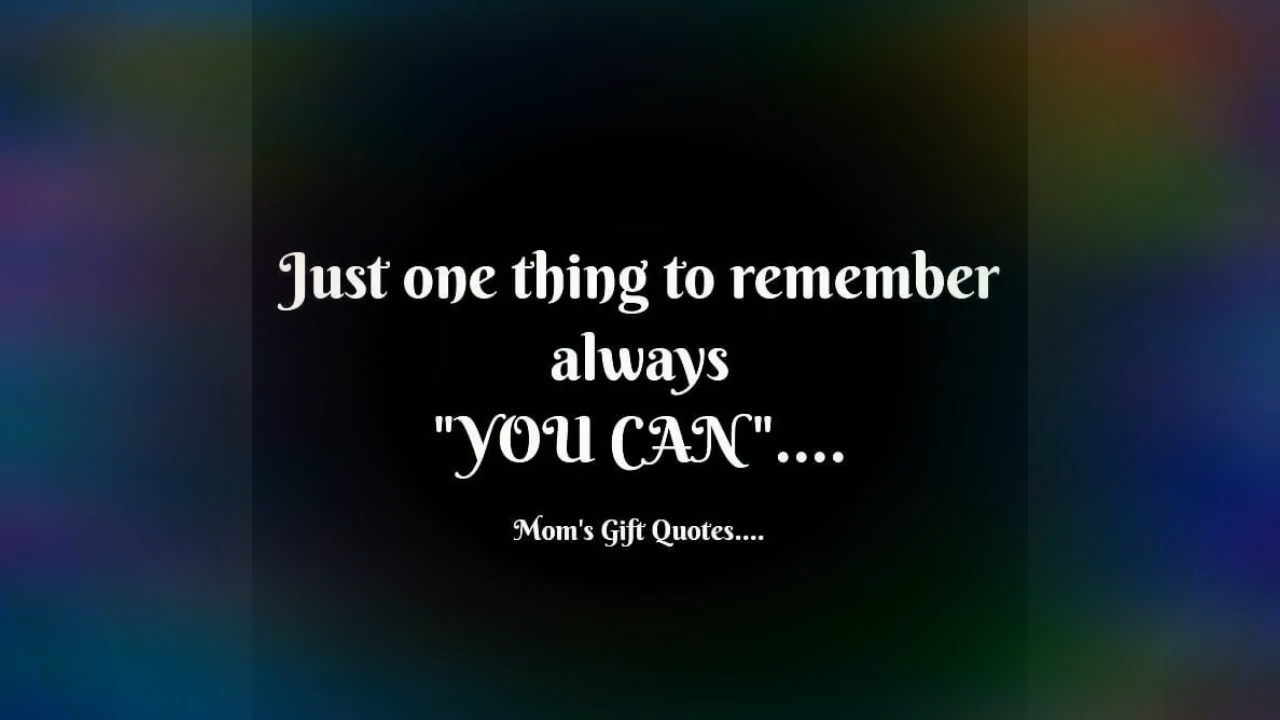 Just one thing to remember
always
"YOU CAN"....
Mom's Gift Quotes....